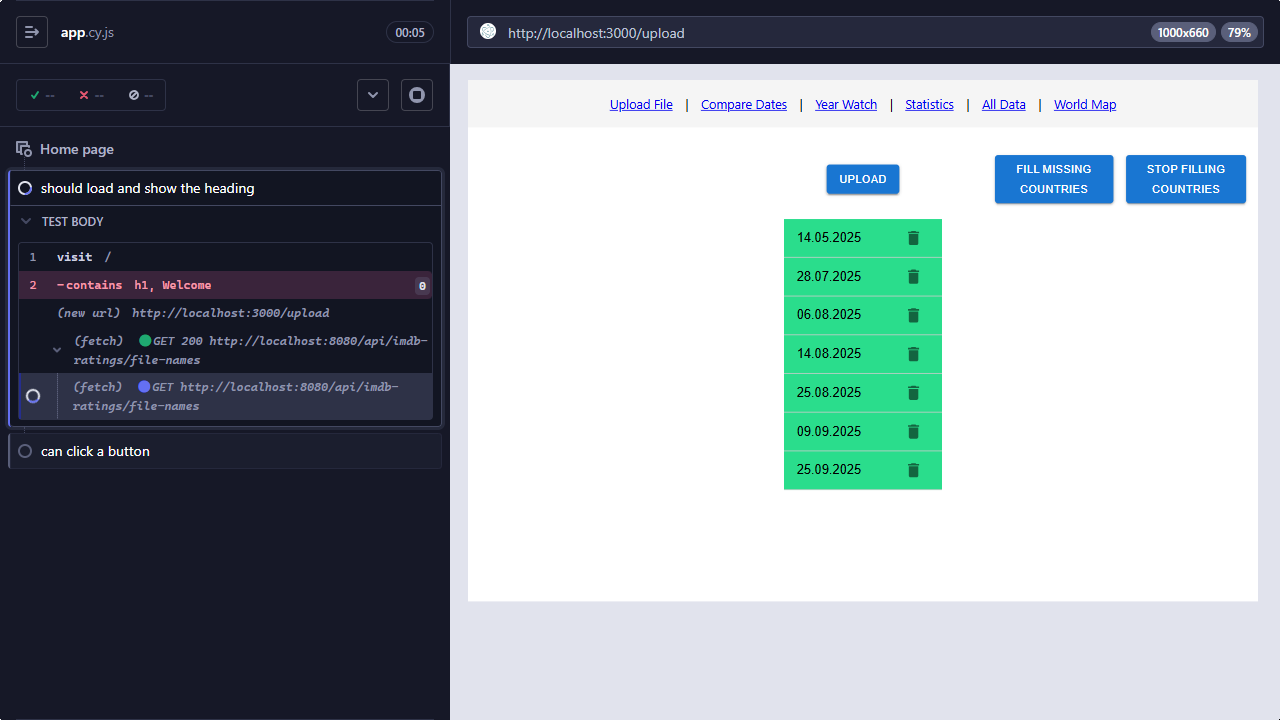 app.cy.js
00:05
--
--
--
Home page
should load and show the heading
TEST BODY
1 visit /
2 -contains h1, Welcome 0
(new url) http://localhost:3000/upload
(fetch) GET 200 http://localhost:8080/api/imdb-
ratings/file-names
(fetch) GET http://localhost:8080/api/imdb-
ratings/file-names
can click a button
http://localhost:3000/upload
1000x660 79%
Upload File | Compare Dates | Year Watch | Statistics | All Data | World Map
UPLOAD
FILL MISSING
COUNTRIES
STOP FILLING
COUNTRIES
14.05.2025
28.07.2025
06.08.2025
14.08.2025
25.08.2025
09.09.2025
25.09.2025